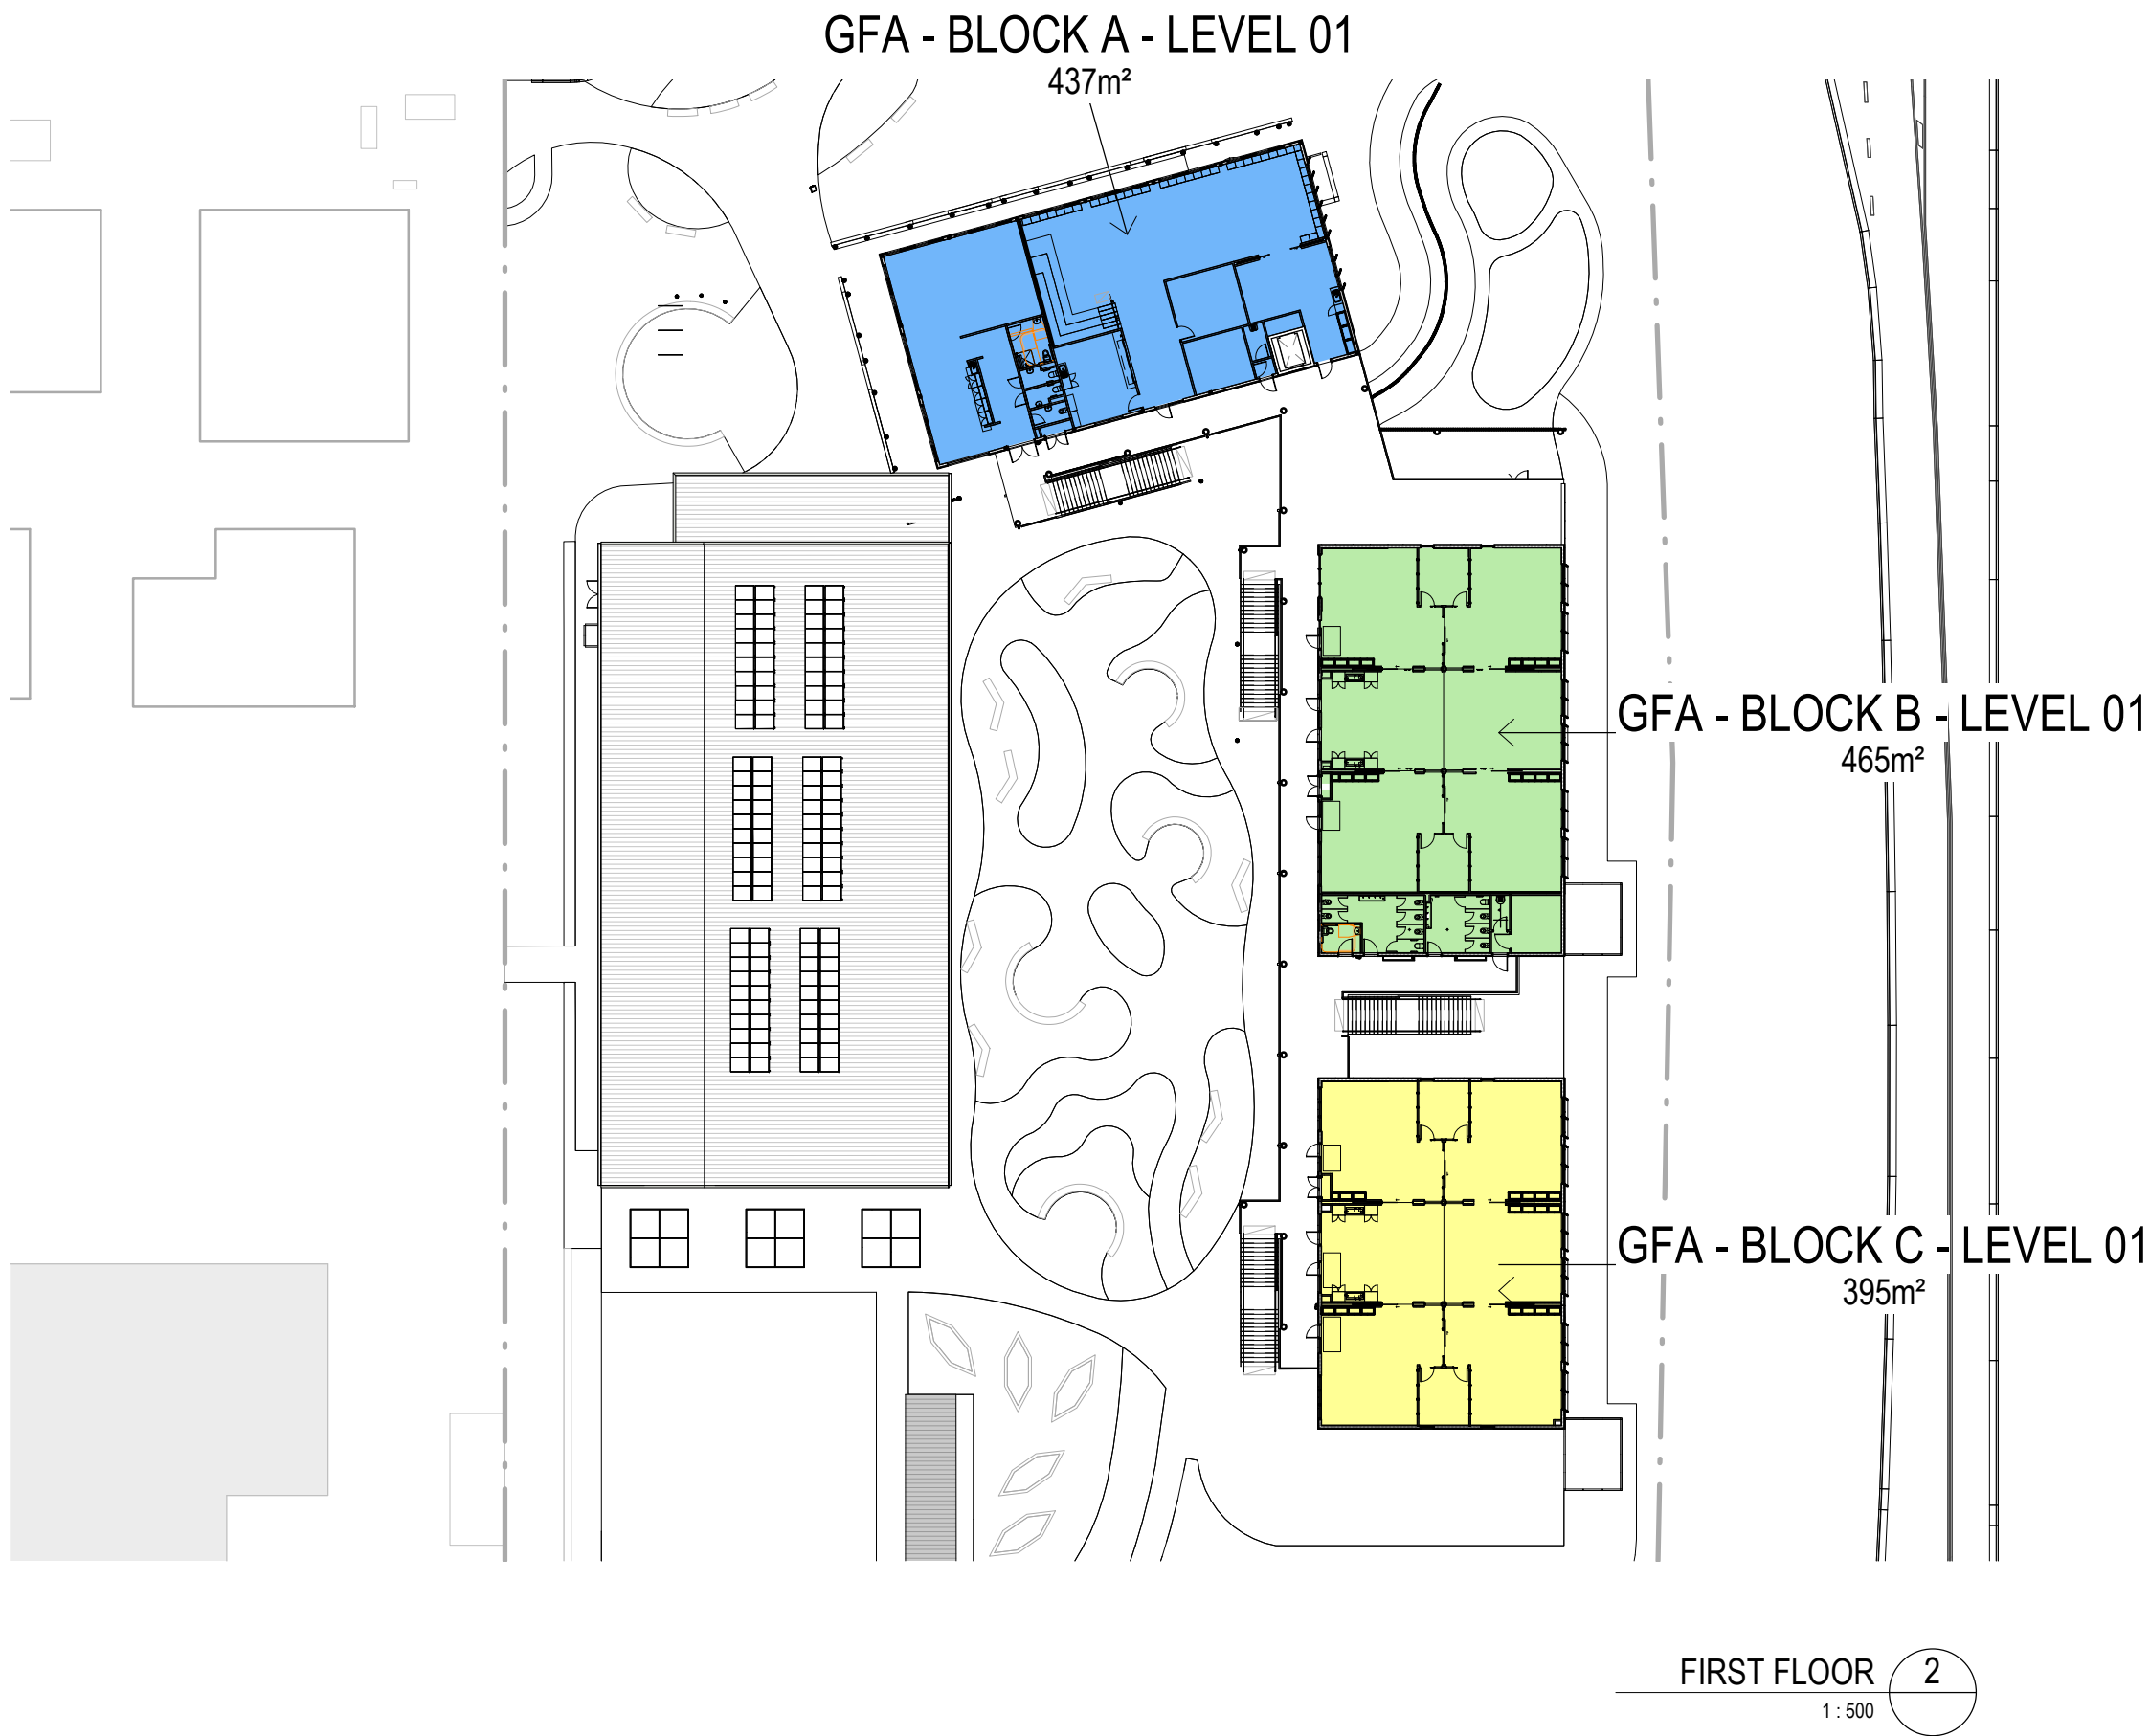 GFA - BLOCK A - LEVEL 01
437m²
GFA - BLOCK B - LEVEL 01
465m²
GFA - BLOCK C - LEVEL 01
395m²
FIRST FLOOR
2
1 : 500